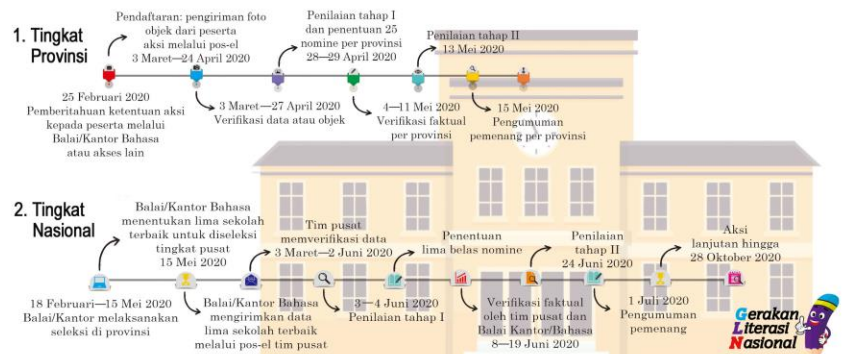 1. Tingkat
Provinsi
Pendaftaran: pengiriman foto
objek dari peserta
aksi melalui pos-el
3 Maret—24 April 2020
Penilaian tahap I
dan penentuan 25
nomine per provinsi
28—29 April 2020
Penilaian tahap II
13 Mei 2020
25 Februari 2020
Pemberitahuan ketentuan aksi
kepada peserta melalui
Balai/Kantor Bahasa
atau akses lain
3 Maret—27 April 2020
Verifikasi data atau objek
4—11 Mei 2020
Verifikasi faktual
per provinsi
15 Mei 2020
Pengumuman
pemenang per provinsi
2. Tingkat
Nasional
Balai/Kantor Bahasa
menentukan lima sekolah
terbaik untuk diseleksi
tingkat pusat
15 Mei 2020
Tim pusat
memverifikasi data
3 Maret—2 Juni 2020
Penentuan
lima belas nomine
Penilaian
tahap II
24 Juni 2020
Aksi
lanjutan hingga
28 Oktober 2020
18 Februari—15 Mei 2020
Balai/Kantor melaksanakan
seleksi di provinsi
Balai/Kantor Bahasa
mengirimkan data
lima sekolah terbaik
melalui pos-el tim pusat
3—4 Juni 2020
Penilaian tahap I
Verifikasi faktual
oleh tim pusat dan
Balai Kantor/Bahasa
8—19 Juni 2020
1 Juli 2020
Pengumuman
pemenang
Gerakan
Literasi
Nasional